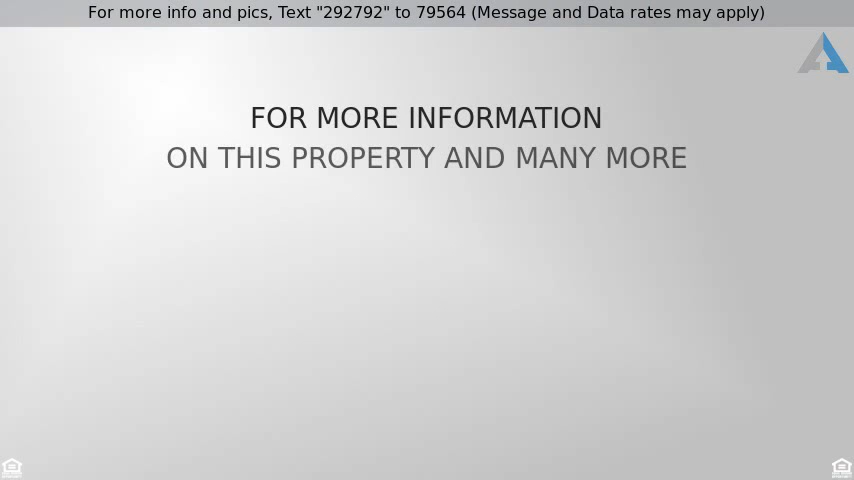 For more info and pics, Text "292792" to 79564 (Message and Data rates may apply)
FOR MORE INFORMATION
ON THIS PROPERTY AND MANY MORE